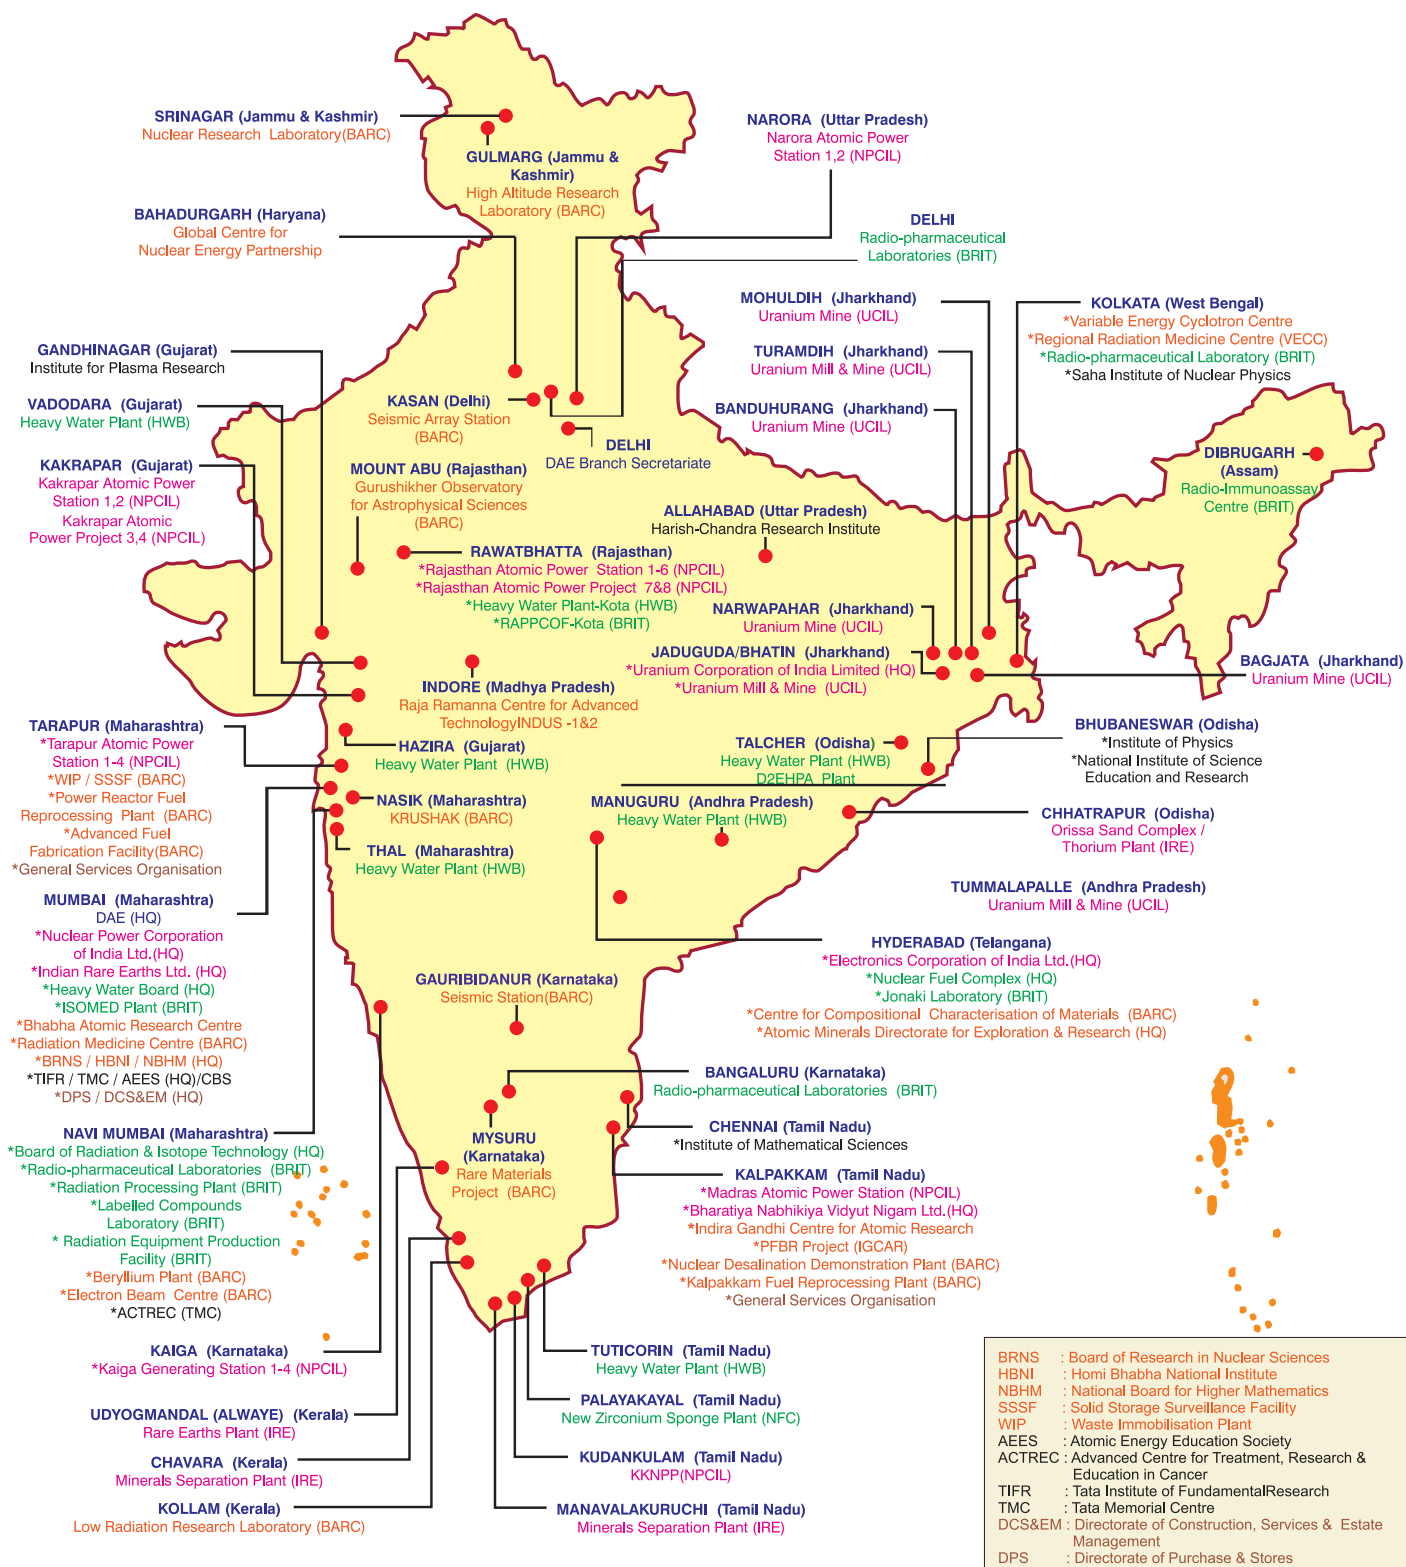 SRINAGAR (Jammu & Kashmir)
Nuclear Research Laboratory(BARC)
GULMARG (Jammu &
Kashmir)
High Altitude Research
Laboratory (BARC)
NARORA (Uttar Pradesh)
Narora Atomic Power
Station 1,2 (NPCIL)
BAHADURGARH (Haryana)
Global Centre for
Nuclear Energy Partnership
DELHI
Radio-pharmaceutical
Laboratories (BRIT)
MOHULDIH (Jharkhand)
Uranium Mine (UCIL)
KOLKATA (West Bengal)
*Variable Energy Cyclotron Centre
*Regional Radiation Medicine Centre (VECC)
*Radio-pharmaceutical Laboratory (BRIT)
*Saha Institute of Nuclear Physics
GANDHINAGAR (Gujarat)
Institute for Plasma Research
TURAMDIH (Jharkhand)
Uranium Mill & Mine (UCIL)
VADODARA (Gujarat)
Heavy Water Plant (HWB)
KASAN (Delhi)
Seismic Array Station
(BARC)
BANDUHURANG (Jharkhand)
Uranium Mine (UCIL)
DELHI
DAE Branch Secretariate
DIBRUGARH
(Assam)
Radio-Immunoassay
Centre (BRIT)
KAKRAPAR (Gujarat)
Kakrapar Atomic Power
Station 1,2 (NPCIL)
Kakrapar Atomic
Power Project 3,4 (NPCIL)
MOUNT ABU (Rajasthan)
Gurushikher Observatory
for Astrophysical Sciences
(BARC)
ALLAHABAD (Uttar Pradesh)
Harish-Chandra Research Institute
RAWATBHATTA (Rajasthan)
*Rajasthan Atomic Power Station 1-6 (NPCIL)
*Rajasthan Atomic Power Project 7&8 (NPCIL)
*Heavy Water Plant-Kota (HWB)
*RAPPCOF-Kota (BRIT)
NARWAPAHAR (Jharkhand)
Uranium Mine (UCIL)
JADUGUDA/BHATIN (Jharkhand)
*Uranium Corporation of India Limited (HQ)
*Uranium Mill & Mine (UCIL)
BAGJATA (Jharkhand)
Uranium Mine (UCIL)
INDORE (Madhya Pradesh)
Raja Ramanna Centre for Advanced
TechnologyINDUS -1&2
TARAPUR (Maharashtra)
*Tarapur Atomic Power
Station 1-4 (NPCIL)
*WIP / SSSF (BARC)
*Power Reactor Fuel
Reprocessing Plant (BARC)
*Advanced Fuel
Fabrication Facility(BARC)
*General Services Organisation
HAZIRA (Gujarat)
Heavy Water Plant (HWB)
TALCHER (Odisha)
Heavy Water Plant (HWB)
D2EHPA Plant
BHUBANESWAR (Odisha)
*Institute of Physics
*National Institute of Science
Education and Research
NASIK (Maharashtra)
KRUSHAK (BARC)
MANUGURU (Andhra Pradesh)
Heavy Water Plant (HWB)
CHHATRAPUR (Odisha)
Orissa Sand Complex /
Thorium Plant (IRE)
THAL (Maharashtra)
Heavy Water Plant (HWB)
TUMMALAPALLE (Andhra Pradesh)
Uranium Mill & Mine (UCIL)
MUMBAI (Maharashtra)
DAE (HQ)
*Nuclear Power Corporation
of India Ltd.(HQ)
*Indian Rare Earths Ltd. (HQ)
*Heavy Water Board (HQ)
*ISOMED Plant (BRIT)
*Bhabha Atomic Research Centre
*Radiation Medicine Centre (BARC)
*BRNS / HBNI / NBHM (HQ)
*TIFR / TMC / AEES (HQ)/CBS
*DPS / DCS&EM (HQ)
HYDERABAD (Telangana)
*Electronics Corporation of India Ltd.(HQ)
*Nuclear Fuel Complex (HQ)
*Jonaki Laboratory (BRIT)
*Centre for Compositional Characterisation of Materials (BARC)
*Atomic Minerals Directorate for Exploration & Research (HQ)
GAURIBIDANUR (Karnataka)
Seismic Station(BARC)
BANGALURU (Karnataka)
Radio-pharmaceutical Laboratories (BRIT)
NAVI MUMBAI (Maharashtra)
*Board of Radiation & Isotope Technology (HQ)
*Radio-pharmaceutical Laboratories (BRIT)
*Radiation Processing Plant (BRIT)
*Labelled Compounds
Laboratory (BRIT)
* Radiation Equipment Production
Facility (BRIT)
*Beryllium Plant (BARC)
*Electron Beam Centre (BARC)
*ACTREC (TMC)
MYSURU
(Karnataka)
Rare Materials
Project (BARC)
CHENNAI (Tamil Nadu)
*Institute of Mathematical Sciences
KALPAKKAM (Tamil Nadu)
*Madras Atomic Power Station (NPCIL)
*Bharatiya Nabhikiya Vidyut Nigam Ltd.(HQ)
*Indira Gandhi Centre for Atomic Research
*PFBR Project (IGCAR)
*Nuclear Desalination Demonstration Plant (BARC)
*Kalpakkam Fuel Reprocessing Plant (BARC)
*General Services Organisation
KAIGA (Karnataka)
*Kaiga Generating Station 1-4 (NPCIL)
TUTICORIN (Tamil Nadu)
Heavy Water Plant (HWB)
UDYOGMANDAL (ALWAYE) (Kerala)
Rare Earths Plant (IRE)
PALAYAKAYAL (Tamil Nadu)
New Zirconium Sponge Plant (NFC)
CHAVARA (Kerala)
Minerals Separation Plant (IRE)
KUDANKULAM (Tamil Nadu)
KKNPP(NPCIL)
KOLLAM (Kerala)
Low Radiation Research Laboratory (BARC)
MANAVALAKURUCHI (Tamil Nadu)
Minerals Separation Plant (IRE)
BRNS : Board of Research in Nuclear Sciences
HBNI : Homi Bhabha National Institute
NBHM : National Board for Higher Mathematics
SSSF : Solid Storage Surveillance Facility
WIP : Waste Immobilisation Plant
AEES : Atomic Energy Education Society
ACTREC : Advanced Centre for Treatment, Research &
Education in Cancer
TIFR : Tata Institute of FundamentalResearch
TMC : Tata Memorial Centre
DCS&EM : Directorate of Construction, Services & Estate
Management
DPS : Directorate of Purchase & Stores